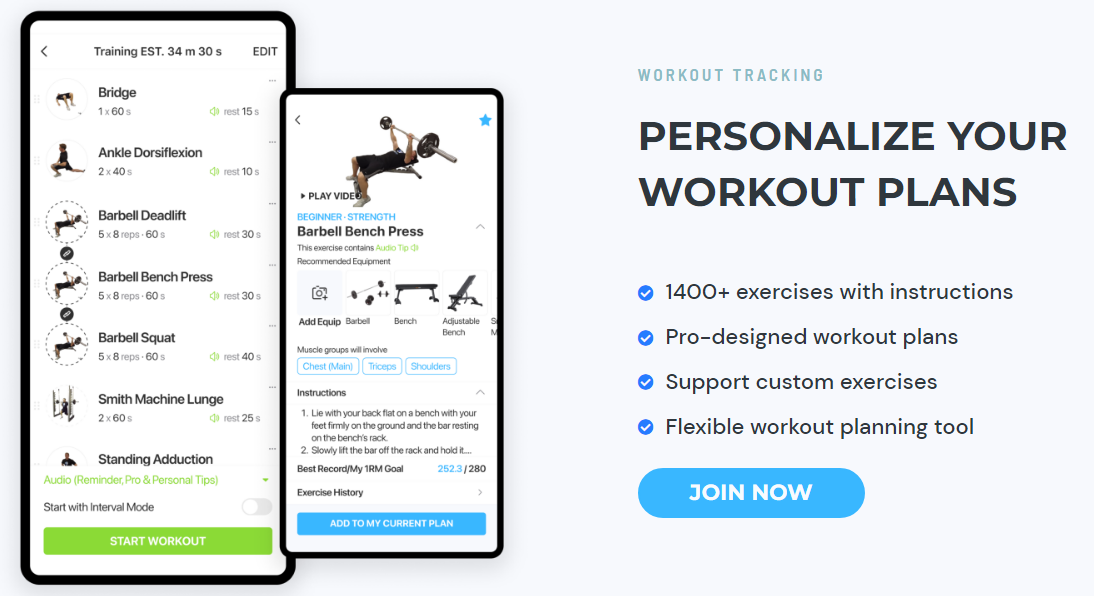 Training EST. 34 m 30 s
EDIT
Bridge
1 x 60 s
rest 15 s
Ankle Dorsiflexion
2 x 40 s
rest 10 s
Barbell Deadlift
5 x 8 reps · 60 s
rest 30 s
Barbell Bench Press
5 x 8 reps · 60 s
rest 30 s
Barbell Squat
5 x 8 reps · 60 s
rest 40 s
Smith Machine Lunge
2 x 60 s
rest 25 s
Standing Adduction
Audio (Reminder, Pro & Personal Tips)
Start with Interval Mode
START WORKOUT
PLAY VIDEO
BEGINNER · STRENGTH
Barbell Bench Press
This exercise contains Audio Tip
Recommended Equipment
Add Equip
Barbell
Bench
Adjustable
Bench
Muscle groups will involve
Chest (Main)
Triceps
Shoulders
Instructions
1. Lie with your back flat on a bench with your
feet firmly on the ground and the bar resting
on the bench's rack.
2. Slowly lift the bar off the rack and hold it....
Best Record/My 1RM Goal
252.3 / 280
Exercise History
ADD TO MY CURRENT PLAN
WORKOUT TRACKING
PERSONALIZE YOUR
WORKOUT PLANS
1400+ exercises with instructions
Pro-designed workout plans
Support custom exercises
Flexible workout planning tool
JOIN NOW